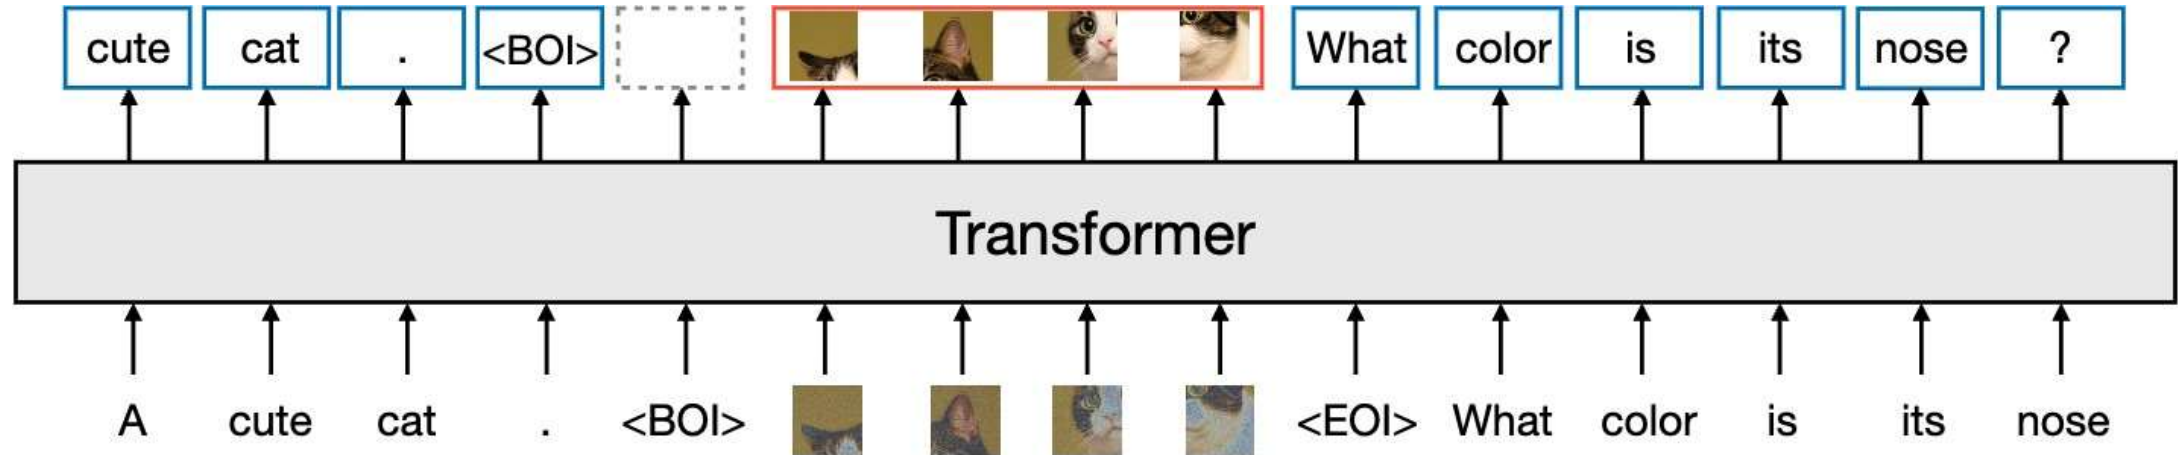 cute cat . <BOI> What color is its nose ?
Transformer
A cute cat . <BOI> <EOI> What color is its nose